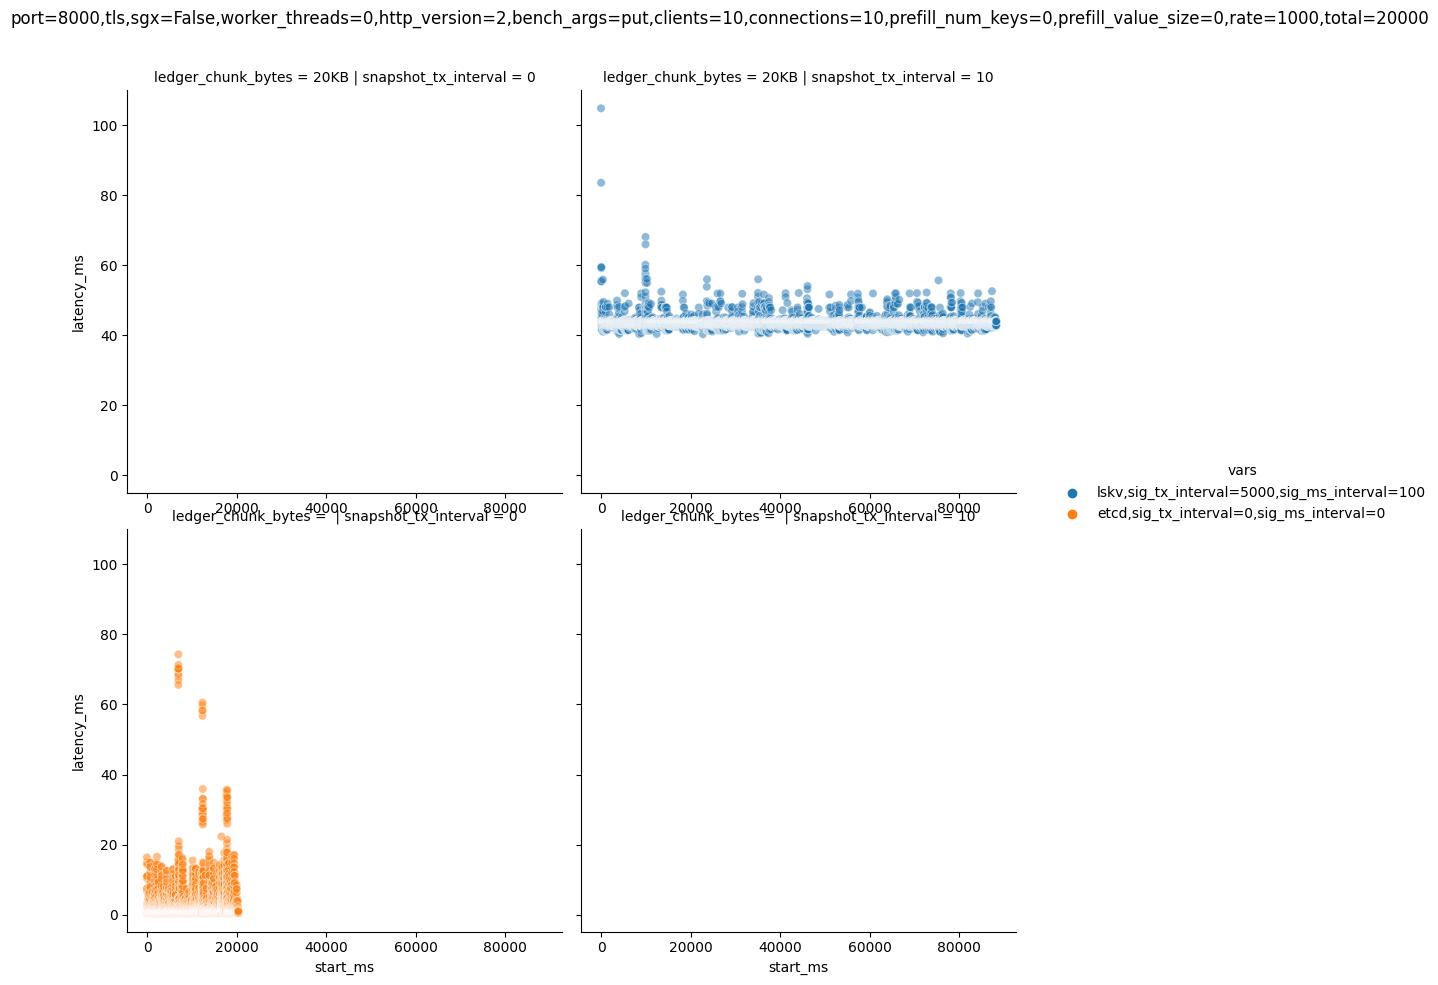 port=8000,tls,sgx=False,worker_threads=0,http_version=2,bench_args=put,clients=10,connections=10,prefill_num_keys=0,prefill_value_size=0,rate=1000,total=20000
ledger_chunk_bytes = 20KB | snapshot_tx_interval = 0
ledger_chunk_bytes = 20KB | snapshot_tx_interval = 10
100
80
60
40
20
0
latency_ms
0 20000 40000 60000 80000
0 20000 40000 60000 80000
vars
lskv,sig_tx_interval=5000,sig_ms_interval=100
etcd,sig_tx_interval=0,sig_ms_interval=0
ledger_chunk_bytes =  | snapshot_tx_interval = 0
ledger_chunk_bytes =  | snapshot_tx_interval = 10
100
80
60
40
20
0
latency_ms
0 20000 40000 60000 80000
0 20000 40000 60000 80000
start_ms
start_ms